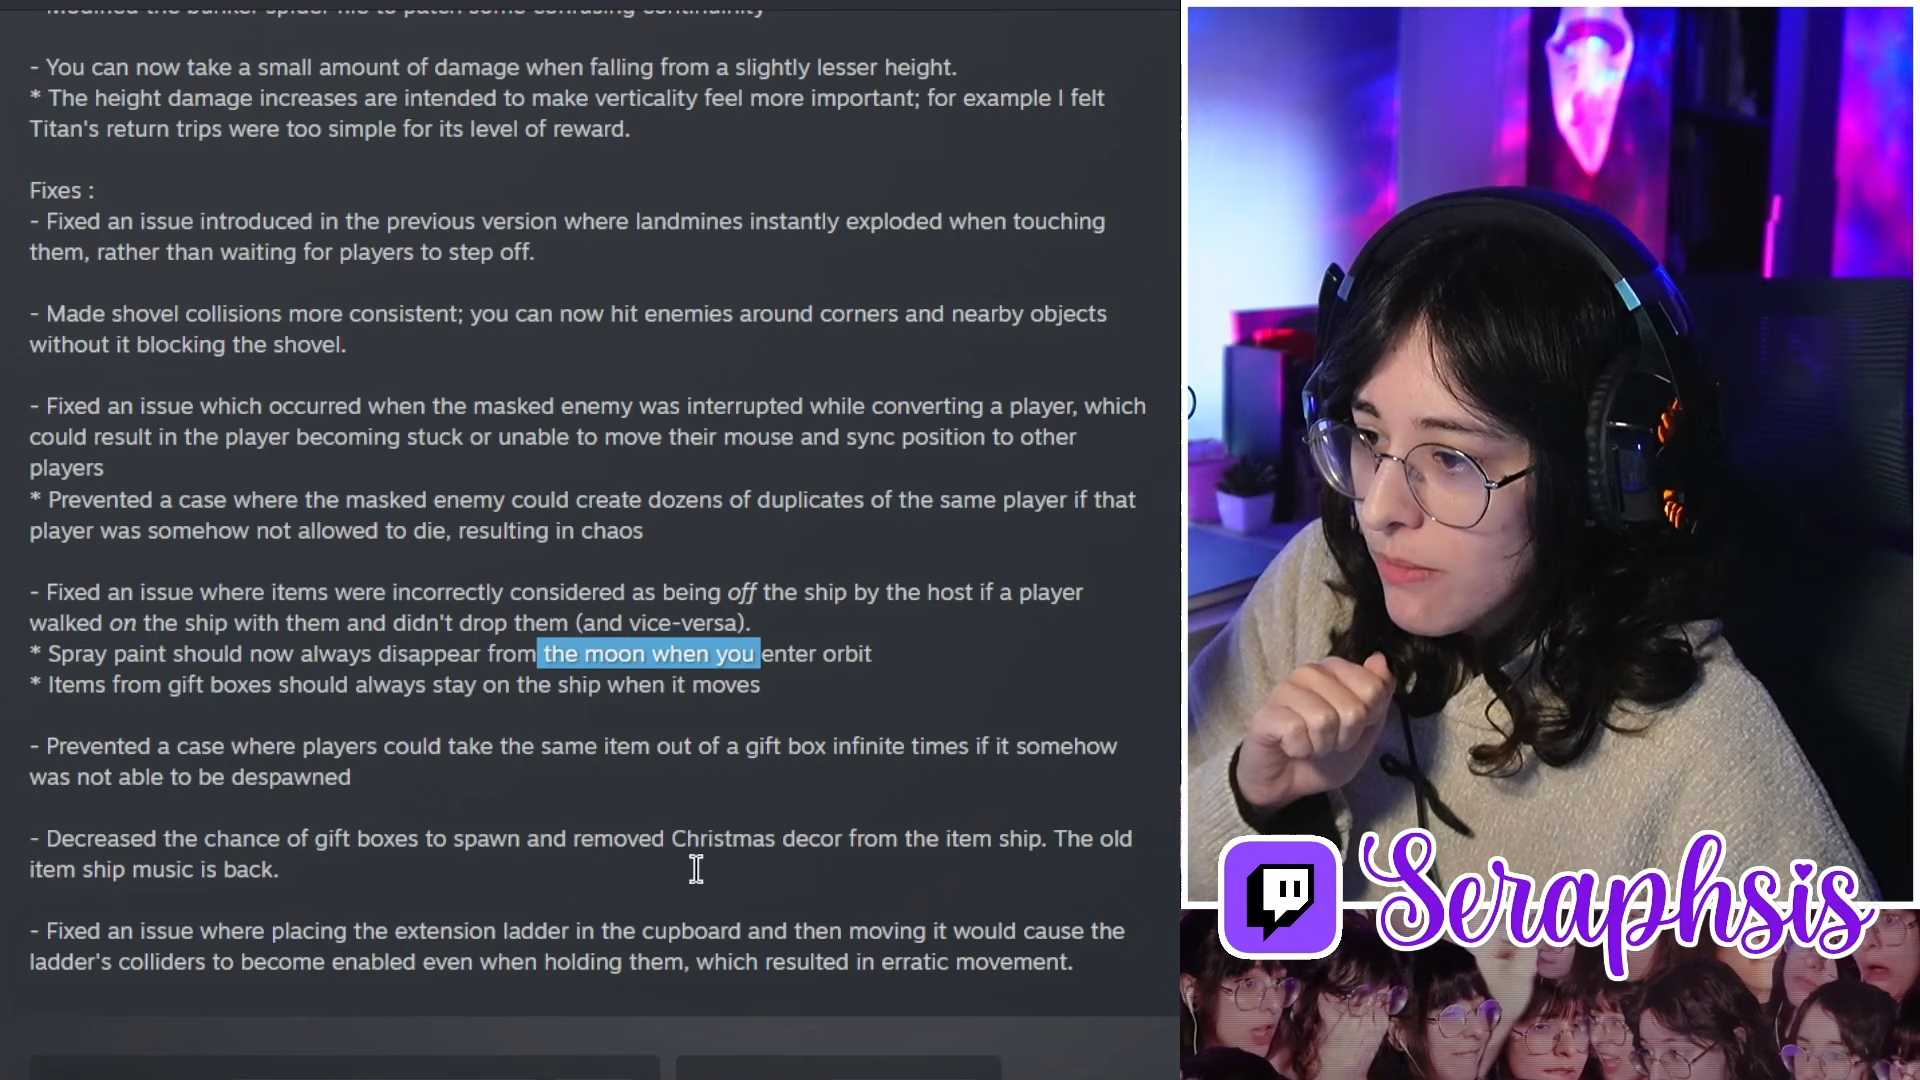 - Modified the bunker spider file to patch some confusing continuinity
- You can now take a small amount of damage when falling from a slightly lesser height.
* The height damage increases are intended to make verticality feel more important; for example I felt
Titan's return trips were too simple for its level of reward.
Fixes :
- Fixed an issue introduced in the previous version where landmines instantly exploded when touching
them, rather than waiting for players to step off.
- Made shovel collisions more consistent; you can now hit enemies around corners and nearby objects
without it blocking the shovel.
- Fixed an issue which occurred when the masked enemy was interrupted while converting a player, which
could result in the player becoming stuck or unable to move their mouse and sync position to other
players
* Prevented a case where the masked enemy could create dozens of duplicates of the same player if that
player was somehow not allowed to die, resulting in chaos
- Fixed an issue where items were incorrectly considered as being off the ship by the host if a player
walked on the ship with them and didn't drop them (and vice-versa).
* Spray paint should now always disappear from the moon when you enter orbit
* Items from gift boxes should always stay on the ship when it moves
- Prevented a case where players could take the same item out of a gift box infinite times if it somehow
was not able to be despawned
- Decreased the chance of gift boxes to spawn and removed Christmas decor from the item ship. The old
item ship music is back.
- Fixed an issue where placing the extension ladder in the cupboard and then moving it would cause the
ladder's colliders to become enabled even when holding them, which resulted in erratic movement.
Seraphsis